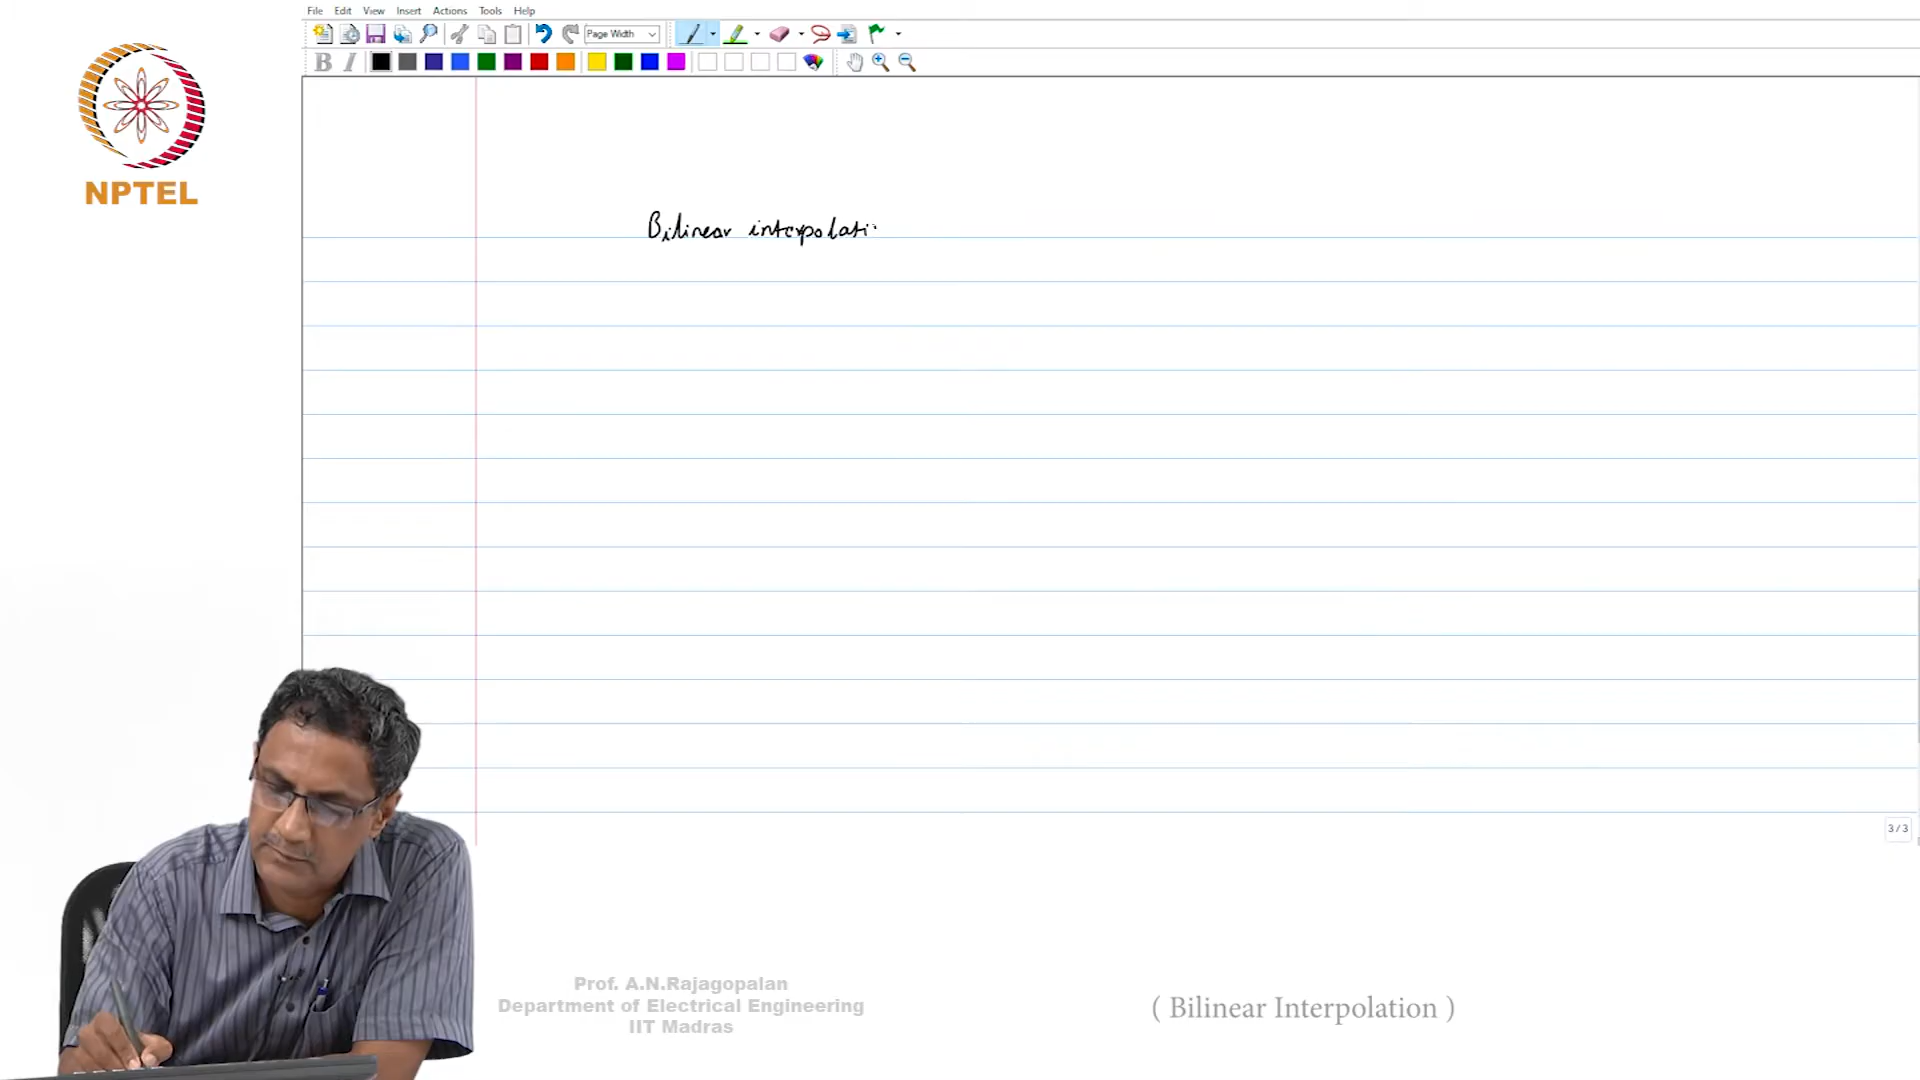 File Edit View Insert Actions Tools Help
Page Width
B I
NPTEL
Bilinear interpolati
3/3
Prof. A.N.Rajagopalan
Department of Electrical Engineering
IIT Madras
( Bilinear Interpolation )